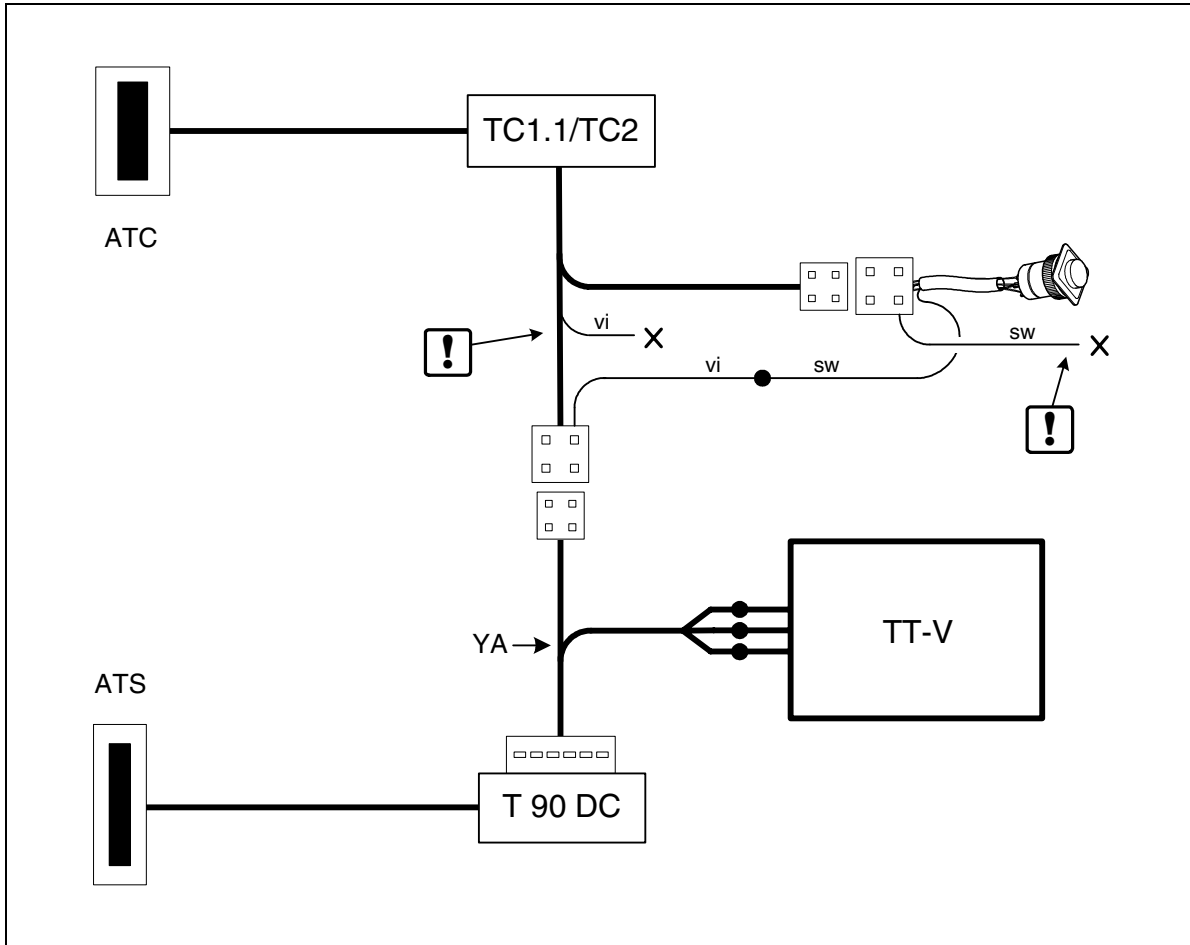 TC1.1/TC2
ATC
vi
X
sw
X
!
vi
sw
!
YA
TT-V
ATS
T 90 DC